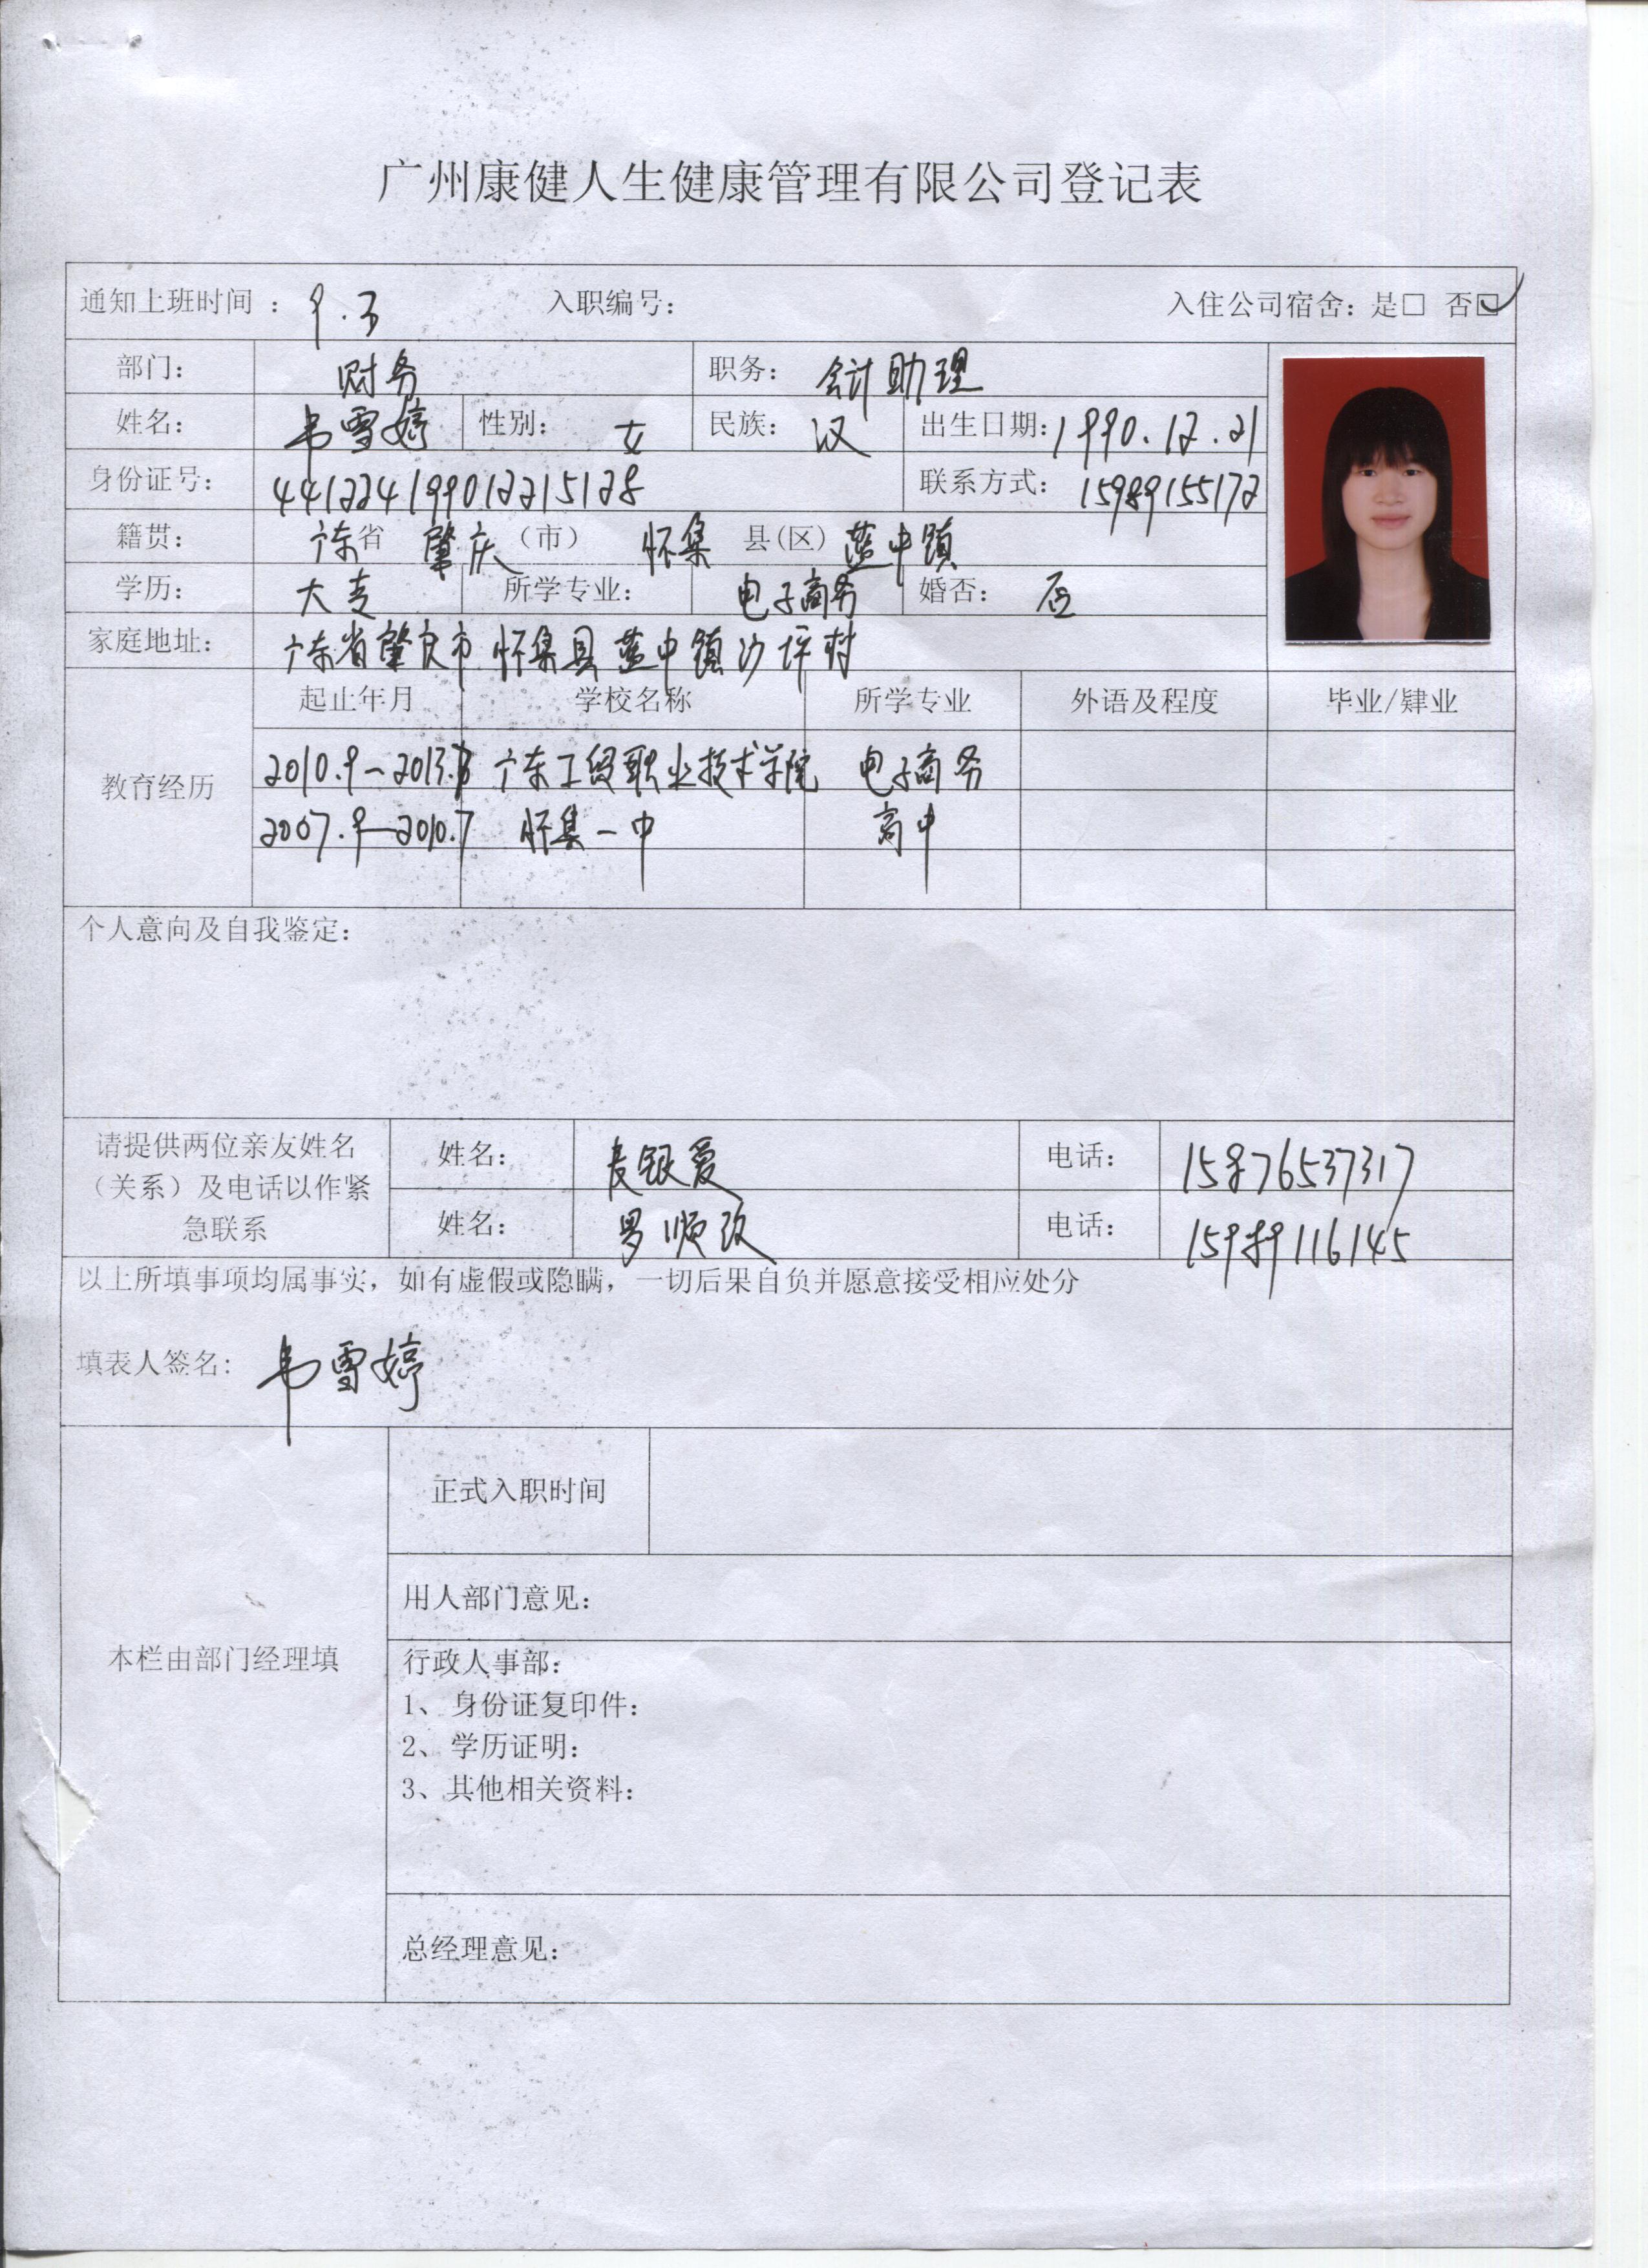 广州康健人生健康管理有限公司登记表
通知上班时间：9.3 入职编号： 入住公司宿舍：是□ 否☑
部门： 财务 职务： 会计助理
姓名： 韦雪婷 性别： 女 民族： 汉 出生日期：1990.12.21
身份证号： 441224199012215128 联系方式： 15989155172
籍贯： 广东省 肇庆（市） 怀集 县(区) 蓝中镇
学历： 大专 所学专业： 电子商务 婚否： 否
家庭地址： 广东省肇庆市怀集县蓝中镇沙坪村
教育经历 起止年月 学校名称 所学专业 外语及程度 毕业/肄业
2010.9-2013. 广东工贸职业技术学院 电子商务
2007.9-2010.7 怀集一中 高中
个人意向及自我鉴定：
请提供两位亲友姓名（关系）及电话以作紧急联系
姓名： 银爱 电话： 15876537317
姓名： 罗顺改 电话： 15989116145
以上所填事项均属事实，如有虚假或隐瞒，一切后果自负并愿意接受相应处分
填表人签名：韦雪婷
本栏由部门经理填
正式入职时间
用人部门意见：
行政人事部：
1、身份证复印件：
2、学历证明：
3、其他相关资料：
总经理意见：